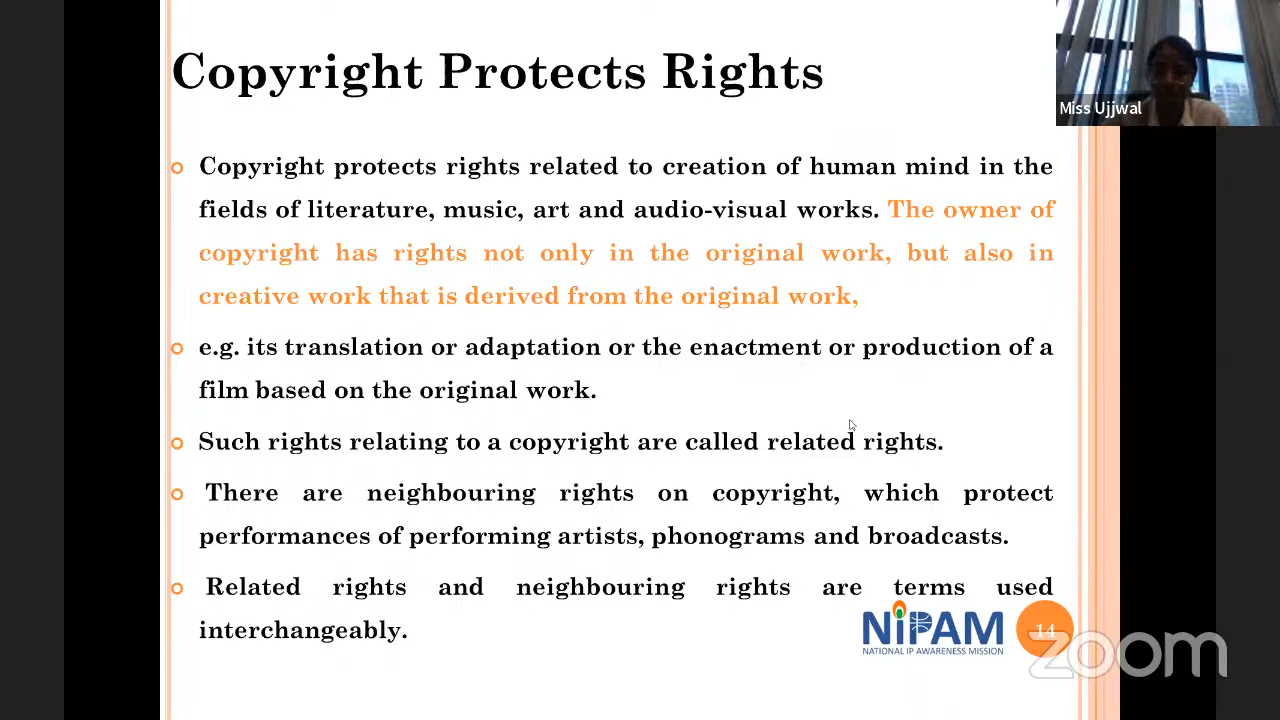 Copyright Protects Rights
Miss Ujjwal
Copyright protects rights related to creation of human mind in the
fields of literature, music, art and audio-visual works. The owner of
copyright has rights not only in the original work, but also in
creative work that is derived from the original work,
e.g. its translation or adaptation or the enactment or production of a
film based on the original work.
Such rights relating to a copyright are called related rights.
There are neighbouring rights on copyright, which protect
performances of performing artists, phonograms and broadcasts.
Related rights and neighbouring rights are terms used
interchangeably.
NIPAM
NATIONAL IP AWARENESS MISSION
14
zoom